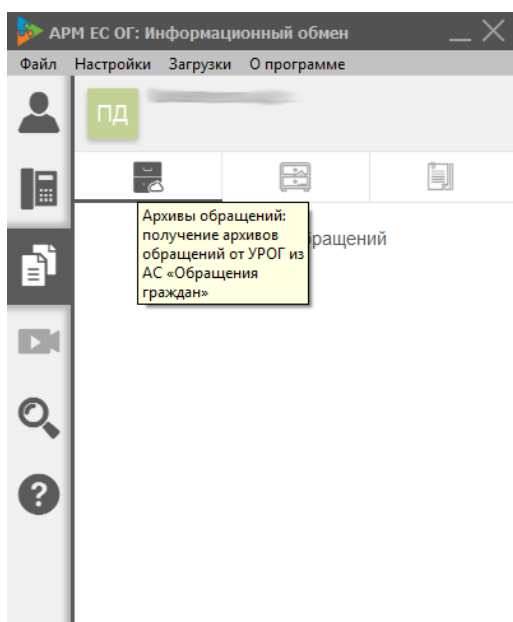 АРМ ЕС ОГ: Информационный обмен
Файл Настройки Загрузки О программе
ПД
Архивы обращений:
получение архивов
обращений от УРОГ из
АС «Обращения
граждан»
бращений
?